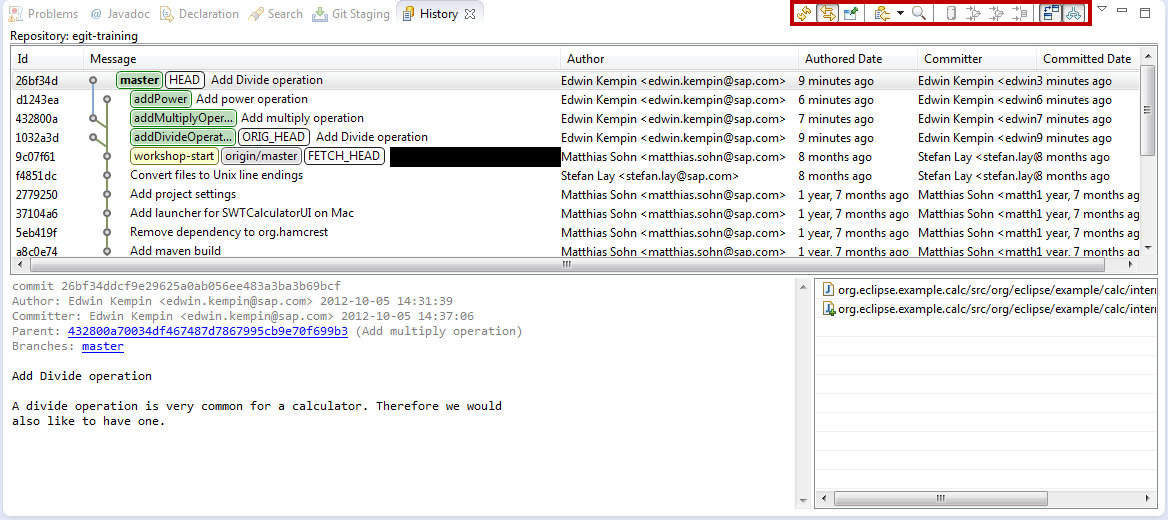 Problems @ Javadoc Declaration Search Git Staging History
Repository: egit-training
Id Message Author Authored Date Committer Committed Date
26bf34d master HEAD Add Divide operation Edwin Kempin <edwin.kempin@sap.com> 9 minutes ago Edwin Kempin <edwin 3 minutes ago
d1243ea addPower Add power operation Edwin Kempin <edwin.kempin@sap.com> 6 minutes ago Edwin Kempin <edwin 6 minutes ago
432800a addMultiplyOper... Add multiply operation Edwin Kempin <edwin.kempin@sap.com> 7 minutes ago Edwin Kempin <edwin 7 minutes ago
1032a3d addDivideOperat... ORIG_HEAD Add Divide operation Edwin Kempin <edwin.kempin@sap.com> 9 minutes ago Edwin Kempin <edwin 9 minutes ago
9c07f61 workshop-start origin/master FETCH_HEAD Matthias Sohn <matthias.sohn@sap.com> 8 months ago Stefan Lay <stefan.lay@ 8 months ago
f4851dc Convert files to Unix line endings Stefan Lay <stefan.lay@sap.com> 8 months ago Stefan Lay <stefan.lay@ 8 months ago
2779250 Add project settings Matthias Sohn <matthias.sohn@sap.com> 1 year, 7 months ago Matthias Sohn <matth 1 year, 7 months ag
37104a6 Add launcher for SWTCalculatorUI on Mac Matthias Sohn <matthias.sohn@sap.com> 1 year, 7 months ago Matthias Sohn <matth 1 year, 7 months ag
5eb419f Remove dependency to org.hamcrest Matthias Sohn <matthias.sohn@sap.com> 1 year, 7 months ago Matthias Sohn <matth 1 year, 7 months ag
a8c0e74 Add maven build Matthias Sohn <matthias.sohn@sap.com> 1 year, 7 months ago Matthias Sohn <matth 1 year, 7 months ag
commit 26bf34ddcf9e29625a0ab056ee483a3ba3b69bcf
Author: Edwin Kempin <edwin.kempin@sap.com> 2012-10-05 14:31:39
Committer: Edwin Kempin <edwin.kempin@sap.com> 2012-10-05 14:37:06
Parent: 432800a70034df467487d7867995cb9e70f699b3 (Add multiply operation)
Branches: master
Add Divide operation
A divide operation is very common for a calculator. Therefore we would
also like to have one.
org.eclipse.example.calc/src/org/eclipse/example/calc/inter
org.eclipse.example.calc/src/org/eclipse/example/calc/inter